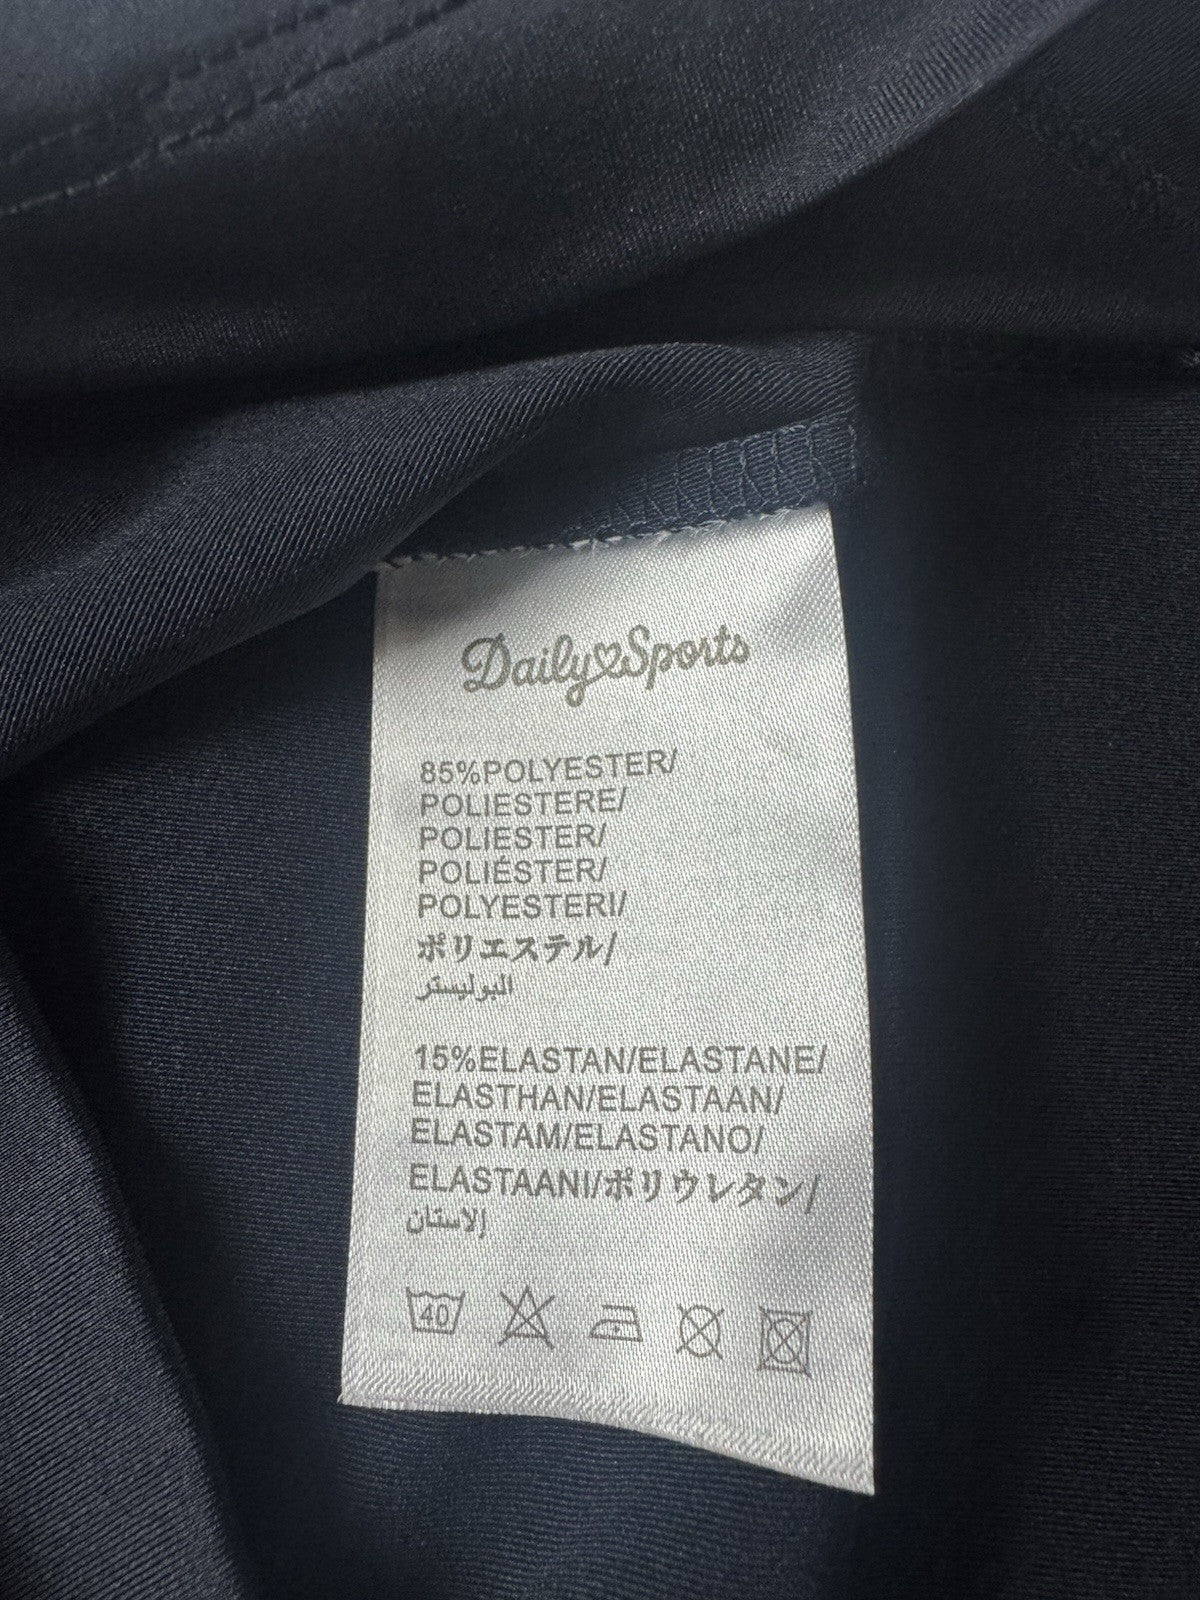 Daily Sports
85%POLYESTER/
POLIESTERE/
POLIESTER/
POLIÉSTER/
POLYESTERI/
ポリエステル/
البوليستر
15%ELASTAN/ELASTANE/
ELASTHAN/ELASTAAN/
ELASTAM/ELASTANO/
ELASTAANI/ポリウレタン/
إلاستان
40